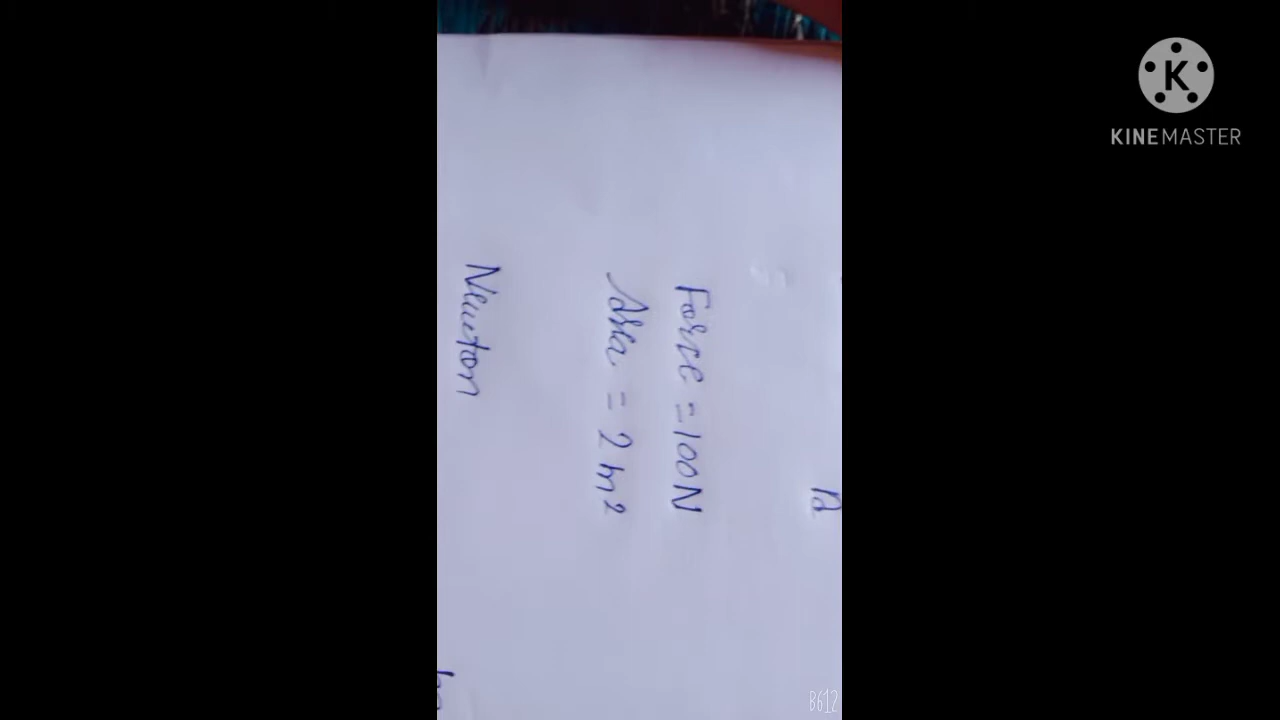 Force = 100N
Area = 2 m²
Newton
KINEMASTER
B612